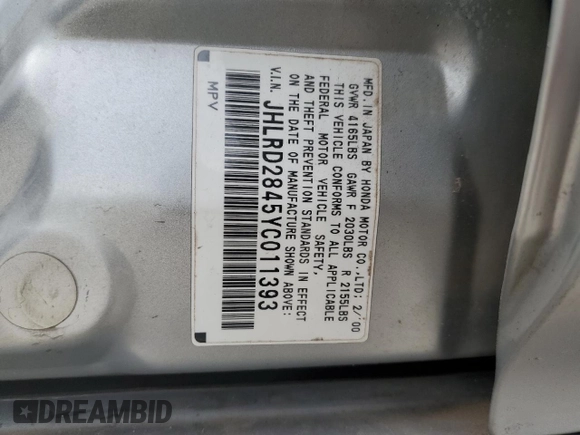 MFD. IN JAPAN BY HONDA MOTOR CO.,LTD; 2/'00
GVWR 4165LBS GAWR F 2030LBS R 2155LBS
THIS VEHICLE CONFORMS TO ALL APPLICABLE
FEDERAL MOTOR VEHICLE SAFETY,
AND THEFT PREVENTION STANDARDS IN EFFECT
ON THE DATE OF MANUFACTURE SHOWN ABOVE:
V.I.N. JHLRD2845YC011393
MPV
DREAMBID